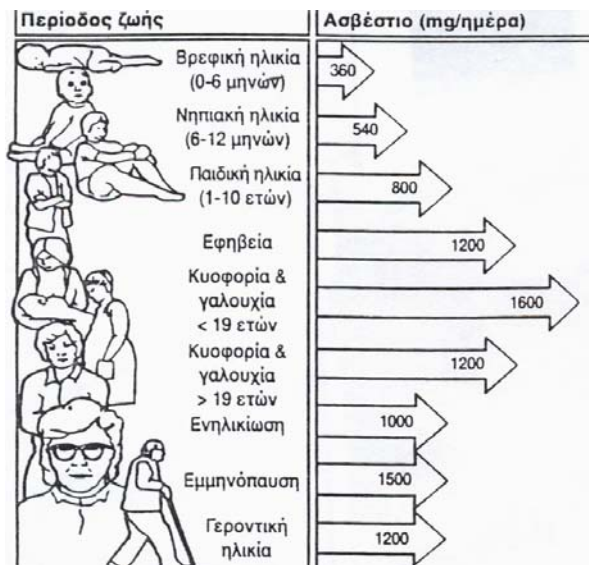 Περίοδος ζωής
Ασβέστιο (mg/ημέρα)
Βρεφική ηλικία
(0-6 μηνών)
360
Νηπιακή ηλικία
(6-12 μηνών)
540
Παιδική ηλικία
(1-10 ετών)
800
Εφηβεία
1200
Κυοφορία &
γαλουχία
< 19 ετών
1600
Κυοφορία &
γαλουχία
> 19 ετών
1200
Ενηλικίωση
1000
Εμμηνόπαυση
1500
Γεροντική
ηλικία
1200